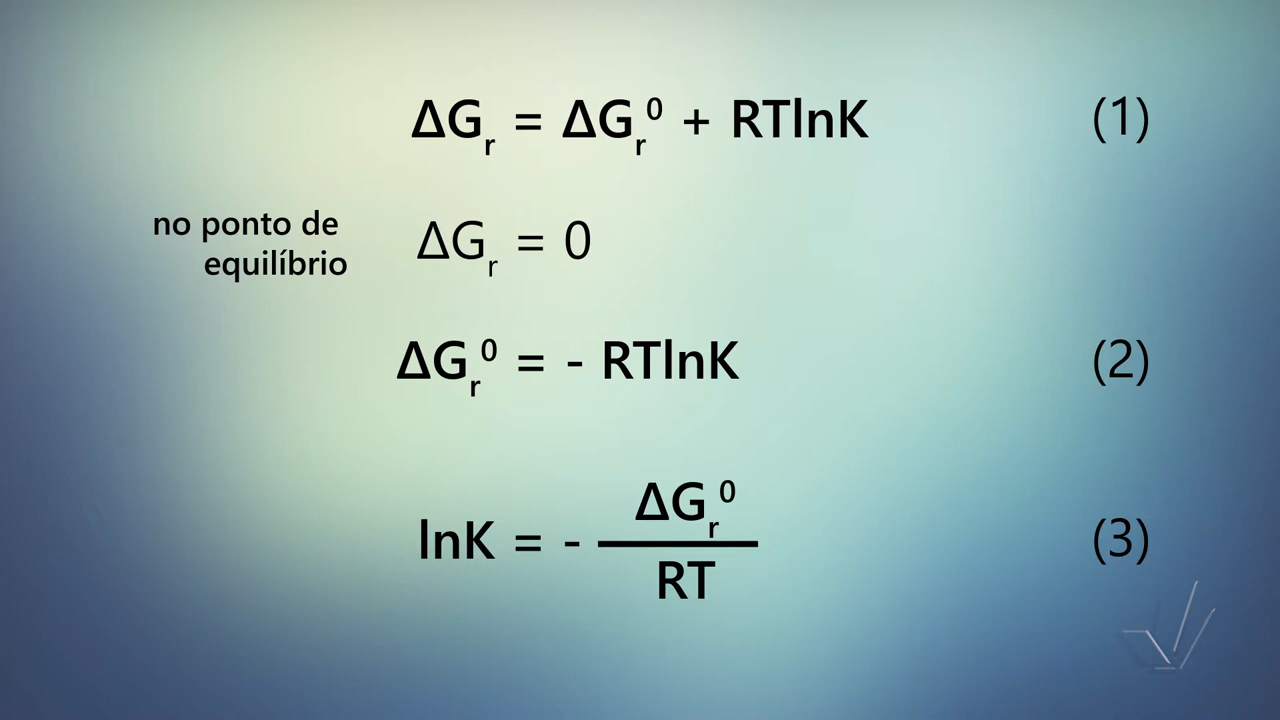 ΔGr = ΔGr⁰ + RTlnK (1)
no ponto de
equilíbrio
ΔGr = 0
ΔGr⁰ = - RTlnK (2)
lnK = - ΔGr⁰ / RT (3)